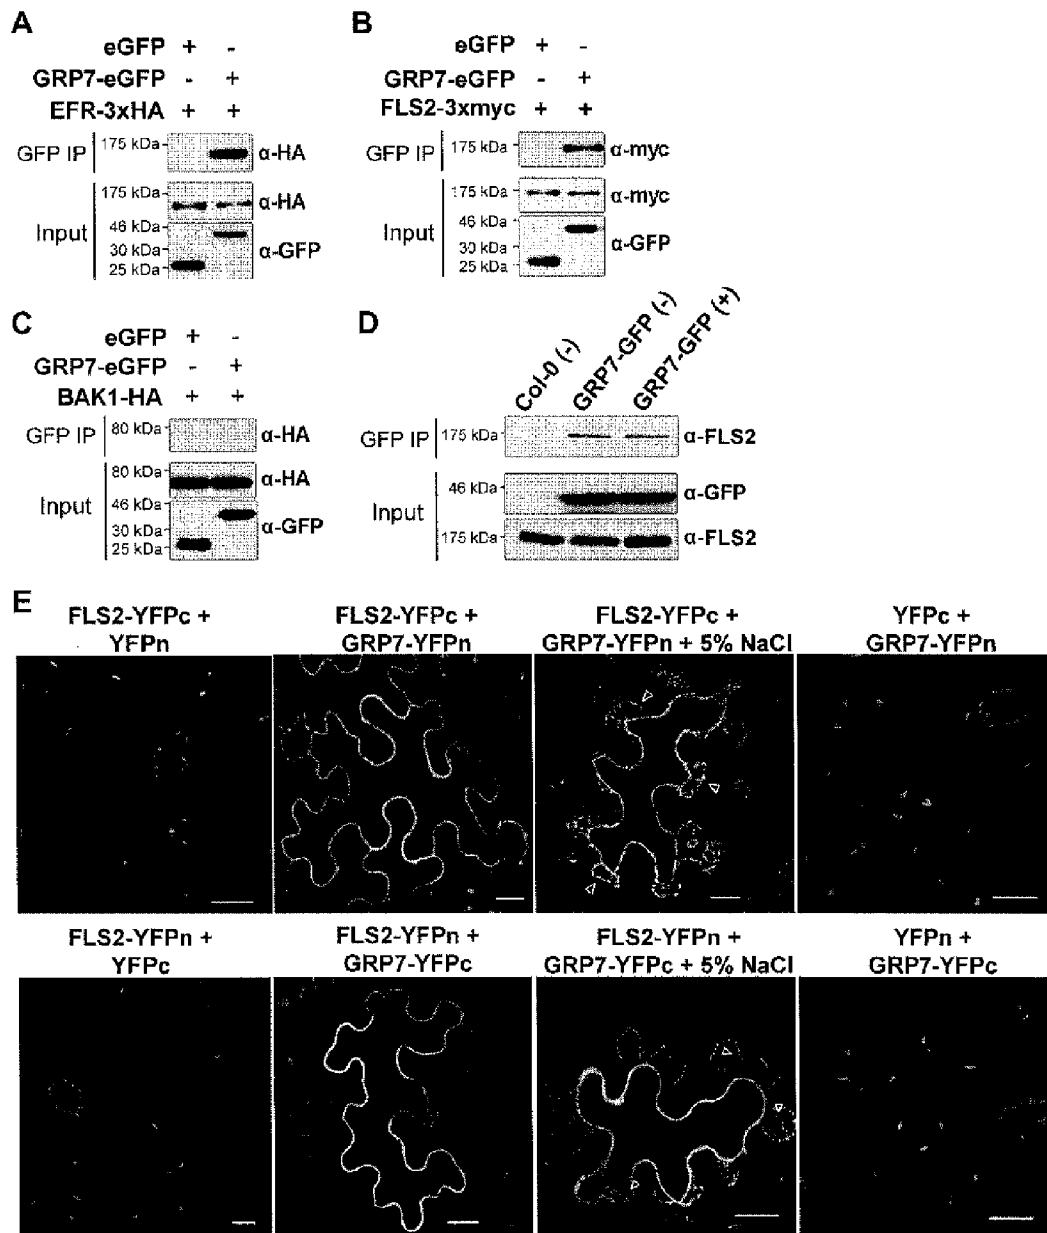 A
eGFP + -
GRP7-eGFP - +
EFR-3xHA + +
GFP IP
175 kDa
α-HA
Input
175 kDa
α-HA
46 kDa
30 kDa
25 kDa
α-GFP
B
eGFP + -
GRP7-eGFP - +
FLS2-3xmyc + +
GFP IP
175 kDa
α-myc
Input
175 kDa
α-myc
46 kDa
30 kDa
25 kDa
α-GFP
C
eGFP + -
GRP7-eGFP - +
BAK1-HA + +
GFP IP
80 kDa
α-HA
Input
80 kDa
α-HA
46 kDa
30 kDa
25 kDa
α-GFP
D
Col-0 (-)
GRP7-GFP (-)
GRP7-GFP (+)
GFP IP
175 kDa
α-FLS2
Input
46 kDa
α-GFP
175 kDa
α-FLS2
E
FLS2-YFPc +
YFPn
FLS2-YFPc +
GRP7-YFPn
FLS2-YFPc +
GRP7-YFPn + 5% NaCl
YFPc +
GRP7-YFPn
FLS2-YFPn +
YFPc
FLS2-YFPn +
GRP7-YFPc
FLS2-YFPn +
GRP7-YFPc + 5% NaCl
YFPn +
GRP7-YFPc